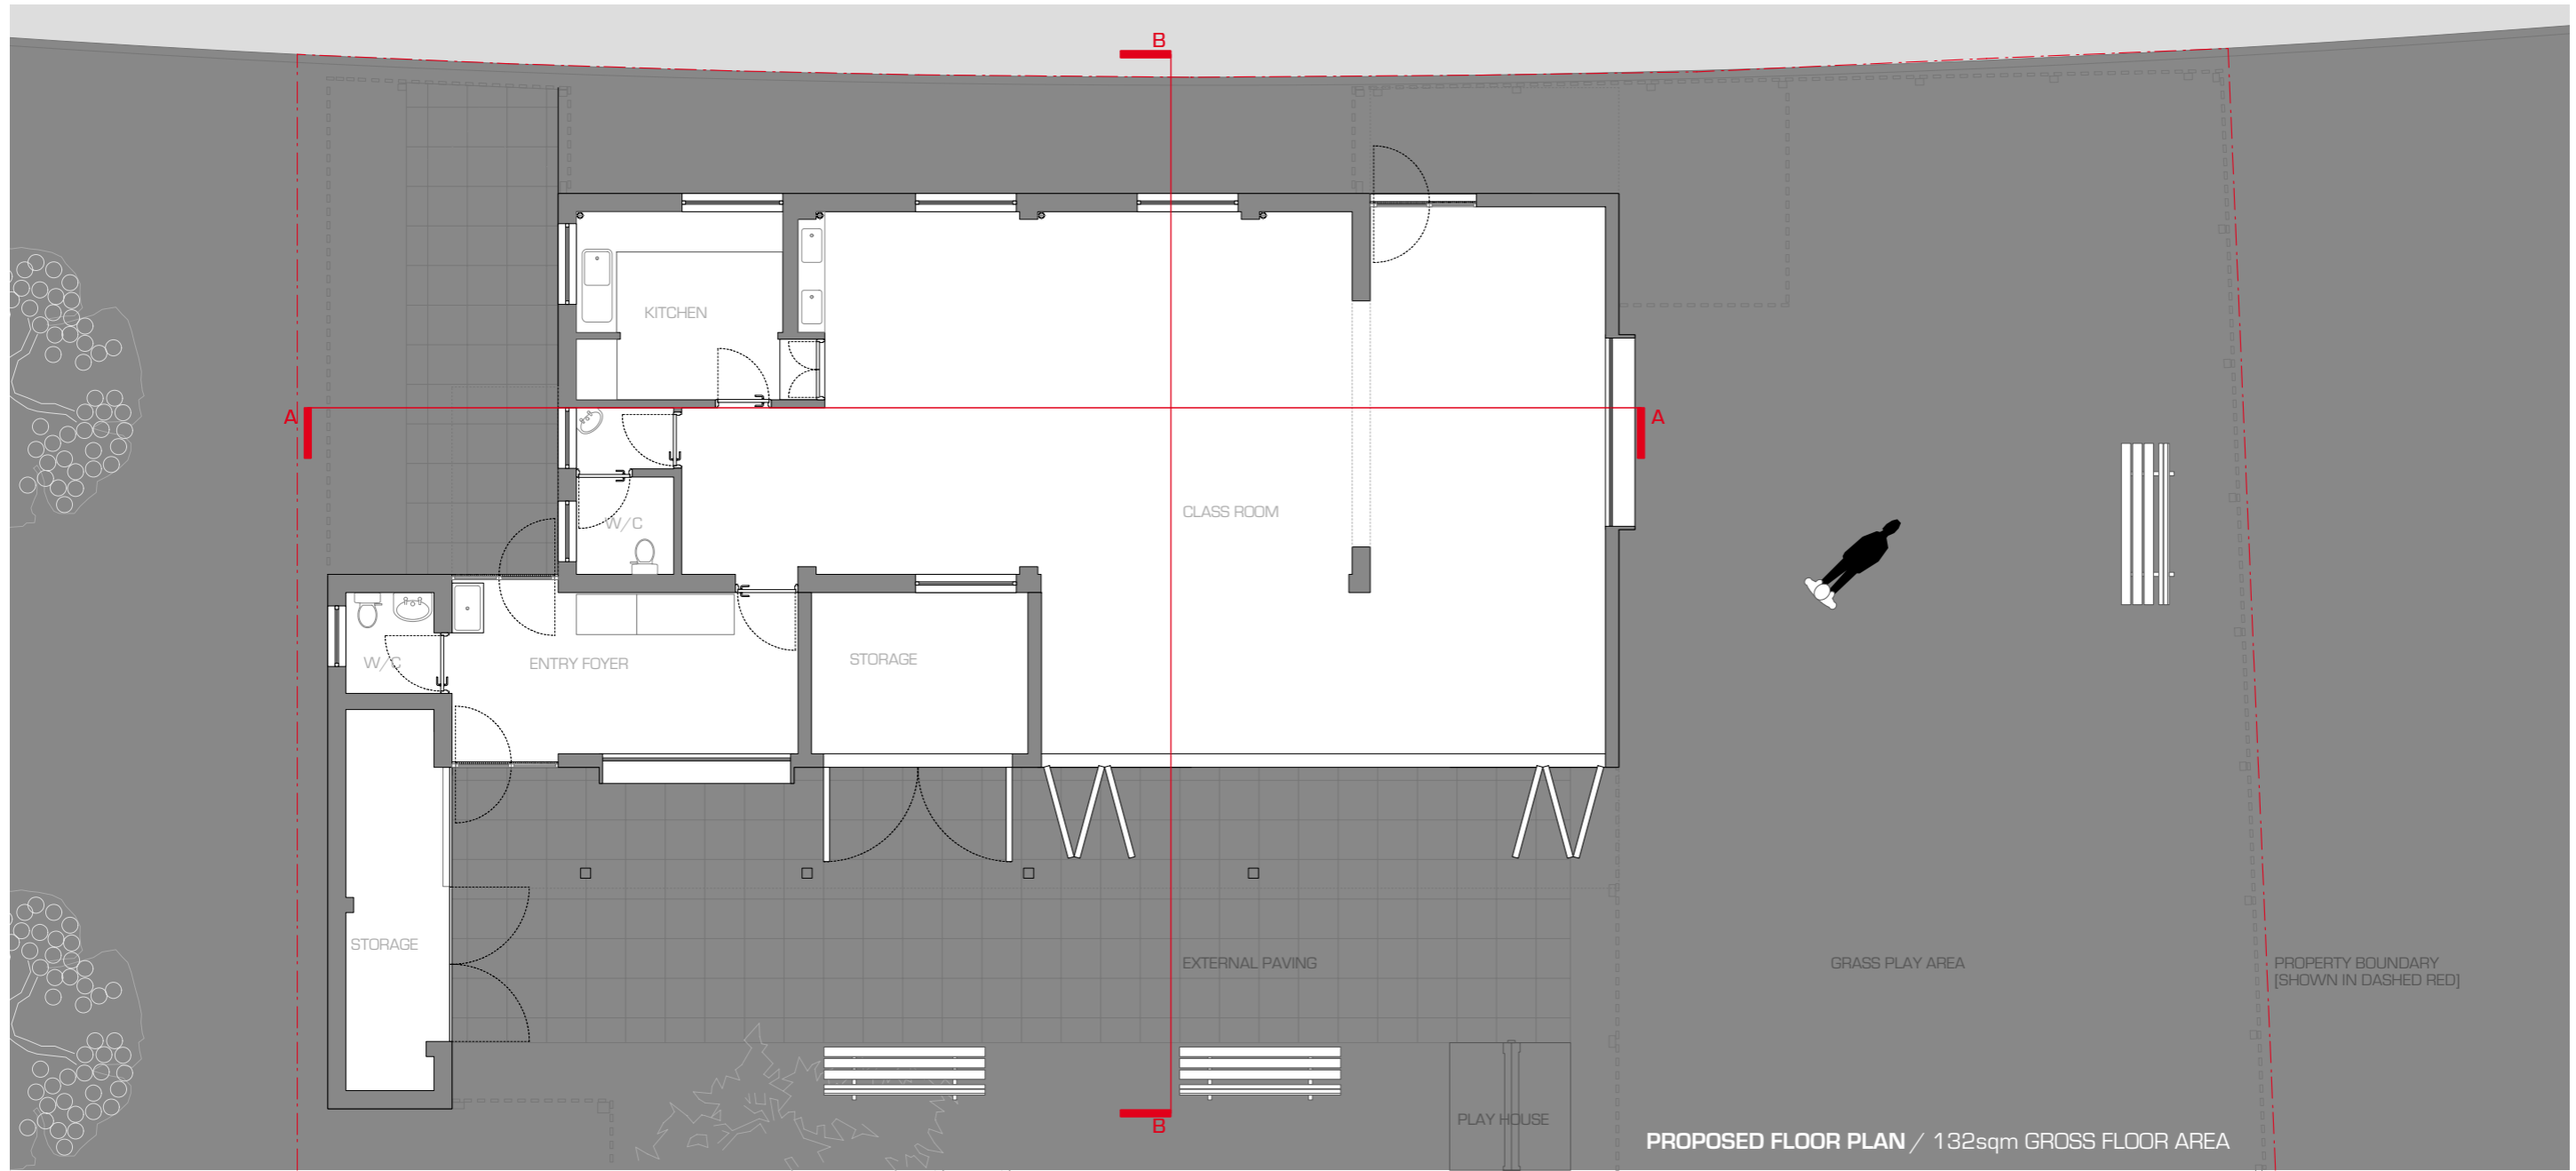 B
KITCHEN
A
A
CLASS ROOM
W/C
W/C
ENTRY FOYER
STORAGE
STORAGE
EXTERNAL PAVING
GRASS PLAY AREA
PROPERTY BOUNDARY
[SHOWN IN DASHED RED]
B
PLAY HOUSE
PROPOSED FLOOR PLAN / 132sqm GROSS FLOOR AREA